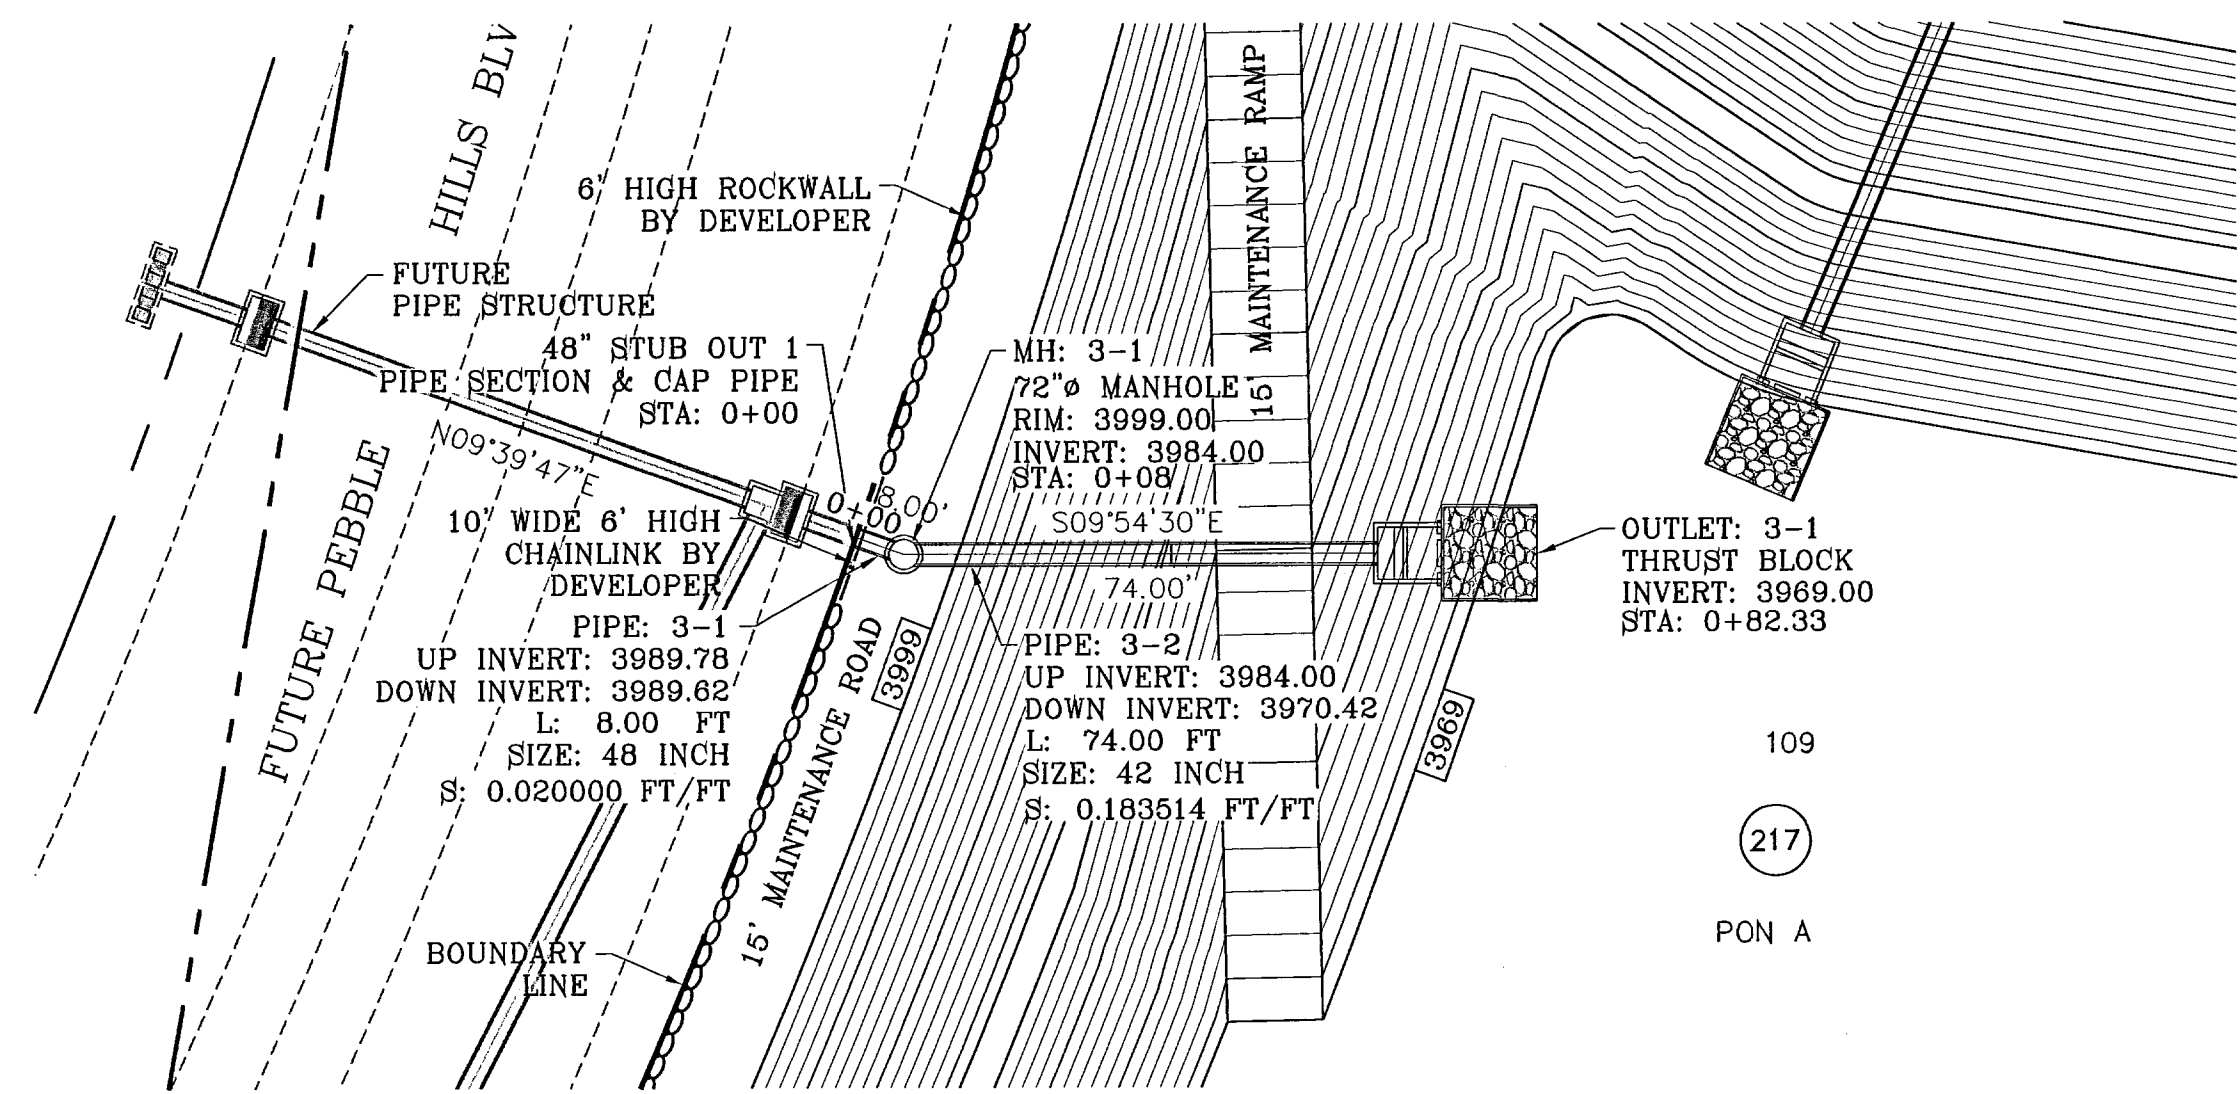 HILLS BLV
6' HIGH ROCKWALL
BY DEVELOPER
FUTURE
PIPE STRUCTURE
48" STUB OUT 1
PIPE SECTION & CAP PIPE
STA: 0+00
N09°39'47"E
FUTURE PEBBLE
10' WIDE 6' HIGH
CHAINLINK BY
DEVELOPER
0+00
8.00'
PIPE: 3-1
UP INVERT: 3989.78
DOWN INVERT: 3989.62
L: 8.00 FT
SIZE: 48 INCH
S: 0.020000 FT/FT
BOUNDARY
LINE
15' MAINTENANCE ROAD
3999
MH: 3-1
72"ø MANHOLE
RIM: 3999.00
INVERT: 3984.00
STA: 0+08
15' MAINTENANCE RAMP
S09°54'30"E
74.00'
PIPE: 3-2
UP INVERT: 3984.00
DOWN INVERT: 3970.42
L: 74.00 FT
SIZE: 42 INCH
S: 0.183514 FT/FT
3969
OUTLET: 3-1
THRUST BLOCK
INVERT: 3969.00
STA: 0+82.33
109
217
PON A